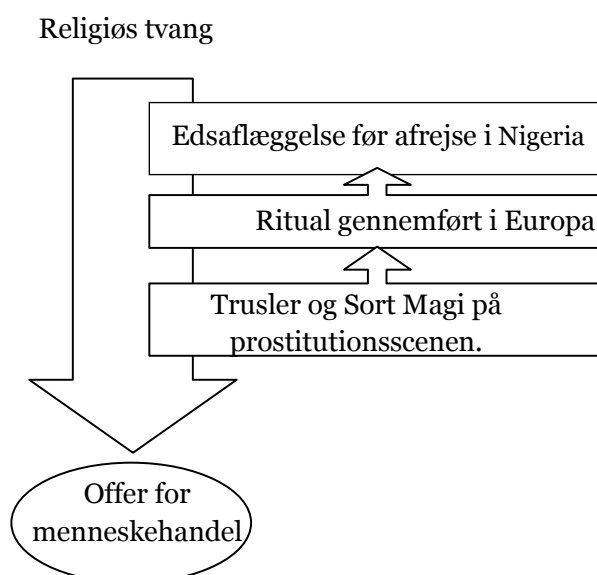 Religiøs tvang
Edsaflæggelse før afrejse i Nigeria
Ritual gennemført i Europa
Trusler og Sort Magi på
prostitutionsscenen.
Offer for
menneskehandel